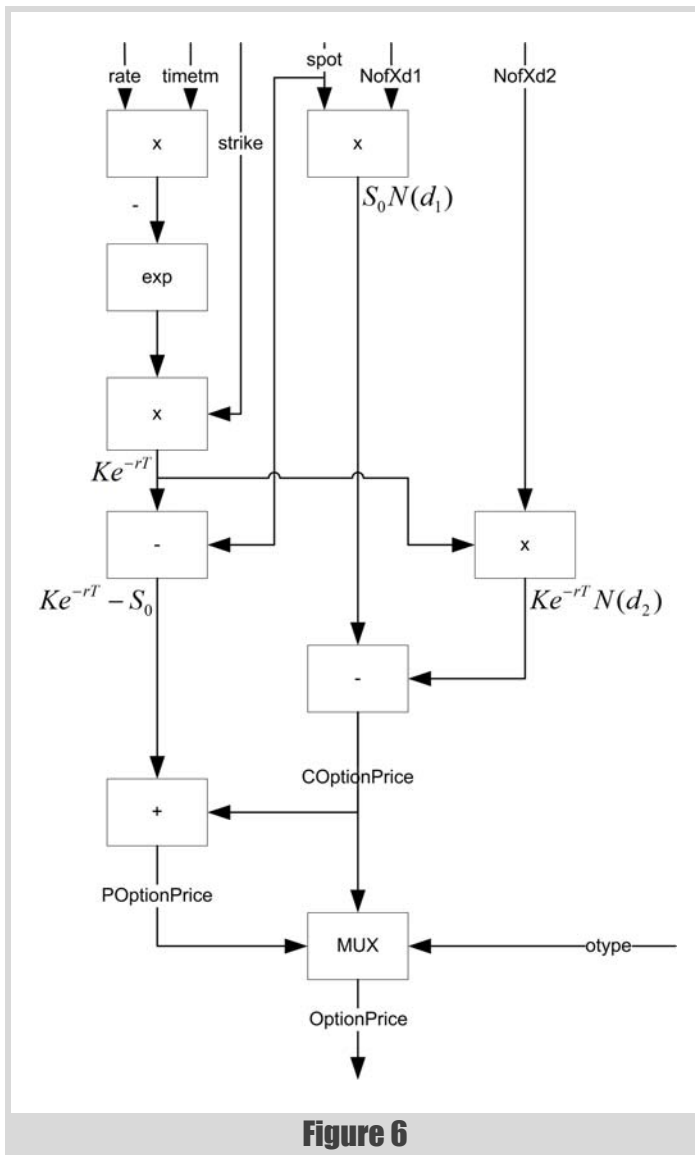 spot
rate timetm NofXd1 NofXd2
x strike x
S₀N(d₁)
-
exp
x
Ke⁻ʳᵀ
- x
Ke⁻ʳᵀ − S₀ Ke⁻ʳᵀN(d₂)
-
COptionPrice
+
POptionPrice
MUX otype
OptionPrice
Figure 6